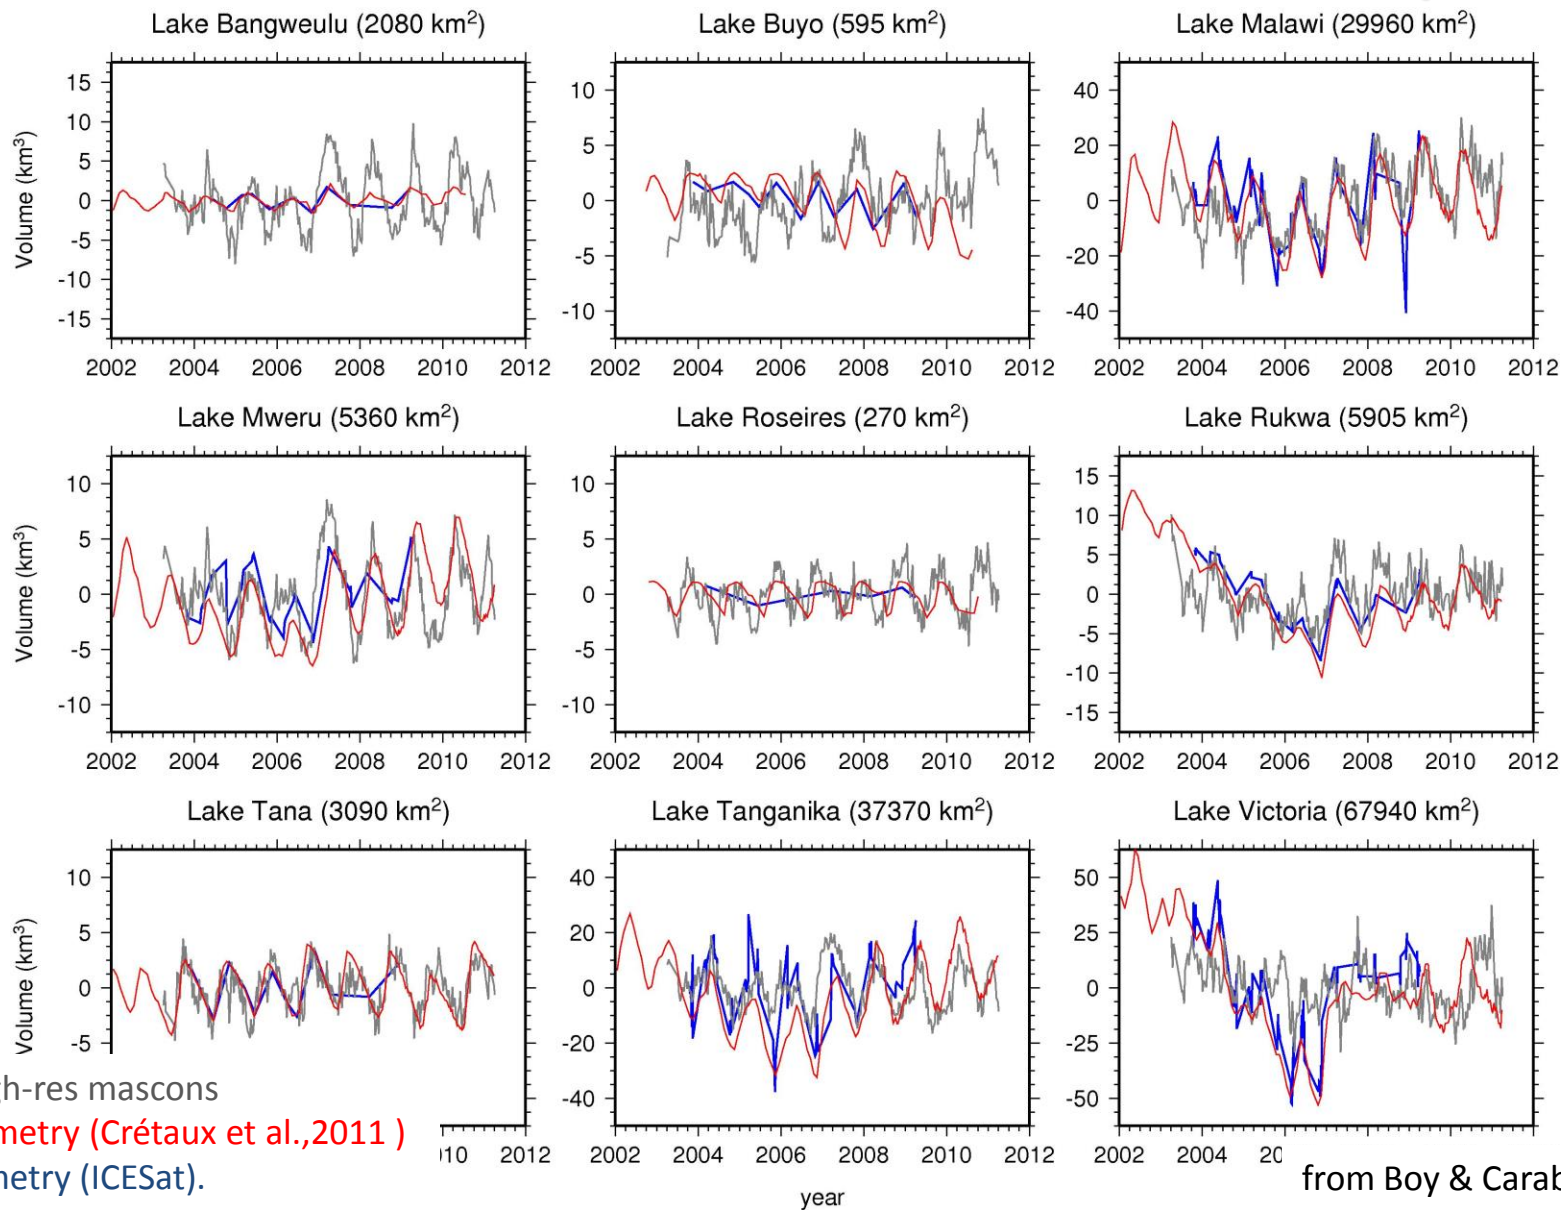 Lake Bangweulu (2080 km²) Lake Buyo (595 km²) Lake Malawi (29960 km²)
15 10 40
10 5 20
5 0 0
0 -5 -20
-5 -10 -40
-10
-15
Volume (km³)
2002 2004 2006 2008 2010 2012 2002 2004 2006 2008 2010 2012 2002 2004 2006 2008 2010 2012
Lake Mweru (5360 km²) Lake Roseires (270 km²) Lake Rukwa (5905 km²)
10 10 15
5 5 10
0 0 5
-5 -5 0
-10 -10 -5
-10
-15
Volume (km³)
2002 2004 2006 2008 2010 2012 2002 2004 2006 2008 2010 2012 2002 2004 2006 2008 2010 2012
Lake Tana (3090 km²) Lake Tanganika (37370 km²) Lake Victoria (67940 km²)
10 40 50
5 20 25
0 0 0
-5 -20 -25
-40 -50
Volume (km³)
gh-res mascons
metry (Crétaux et al.,2011 )
metry (ICESat).
2012 2002 2004 2006 2008 2010 2012 2002 2004
year
from Boy & Carab